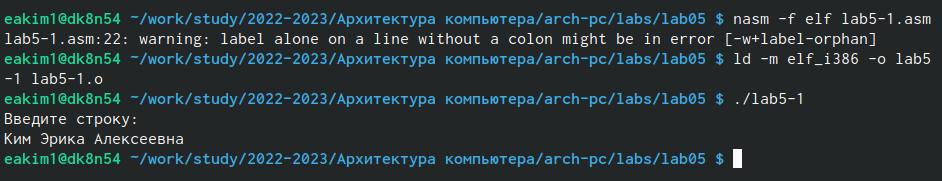 eakim1@dk8n54 ~/work/study/2022-2023/Архитектура компьютера/arch-pc/labs/lab05 $ nasm -f elf lab5-1.asm
lab5-1.asm:22: warning: label alone on a line without a colon might be in error [-w+label-orphan]
eakim1@dk8n54 ~/work/study/2022-2023/Архитектура компьютера/arch-pc/labs/lab05 $ ld -m elf_i386 -o lab5
-1 lab5-1.o
eakim1@dk8n54 ~/work/study/2022-2023/Архитектура компьютера/arch-pc/labs/lab05 $ ./lab5-1
Введите строку:
Ким Эрика Алексеевна
eakim1@dk8n54 ~/work/study/2022-2023/Архитектура компьютера/arch-pc/labs/lab05 $